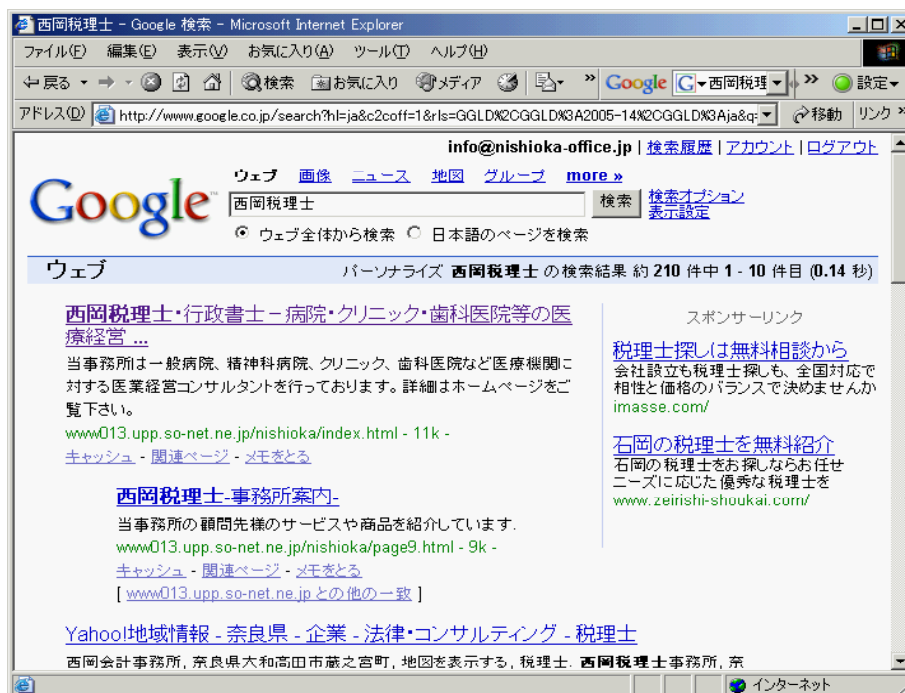 西岡税理士 - Google 検索 - Microsoft Internet Explorer
ファイル(F) 編集(E) 表示(V) お気に入り(A) ツール(T) ヘルプ(H)
戻る 検索 お気に入り メディア » Google G 西岡税理 » 設定
アドレス(D) http://www.google.co.jp/search?hl=ja&c2coff=1&rls=GGLD%2CGGLD%3A2005-14%2CGGLD%3Aja&q= 移動 リンク »
info@nishioka-office.jp | 検索履歴 | アカウント | ログアウト
Google™
ウェブ 画像 ニュース 地図 グループ more »
西岡税理士 検索 検索オプション
表示設定
ウェブ全体から検索 日本語のページを検索
ウェブ パーソナライズ 西岡税理士 の検索結果 約 210 件中 1 - 10 件目 (0.14 秒)
西岡税理士・行政書士 - 病院・クリニック・歯科医院等の医
療経営 ...
当事務所は一般病院、精神科病院、クリニック、歯科医院など医療機関に
対する医業経営コンサルタントを行っております。詳細はホームページをご
覧下さい。
www013.upp.so-net.ne.jp/nishioka/index.html - 11k -
キャッシュ - 関連ページ - メモをとる
西岡税理士-事務所案内-
当事務所の顧問先様のサービスや商品を紹介しています.
www013.upp.so-net.ne.jp/nishioka/page9.html - 9k -
キャッシュ - 関連ページ - メモをとる
[ www013.upp.so-net.ne.jp との他の一致 ]
Yahoo!地域情報 - 奈良県 - 企業 - 法律・コンサルティング - 税理士
西岡会計事務所, 奈良県大和高田市蔵之宮町, 地図を表示する, 税理士. 西岡税理士事務所, 奈
スポンサーリンク
税理士探しは無料相談から
会社設立も税理士探しも、全国対応で
相性と価格のバランスで決めませんか
imasse.com/
石岡の税理士を無料紹介
石岡の税理士をお探しならお任せ
ニーズに応じた優秀な税理士を
www.zeirishi-shoukai.com/
インターネット